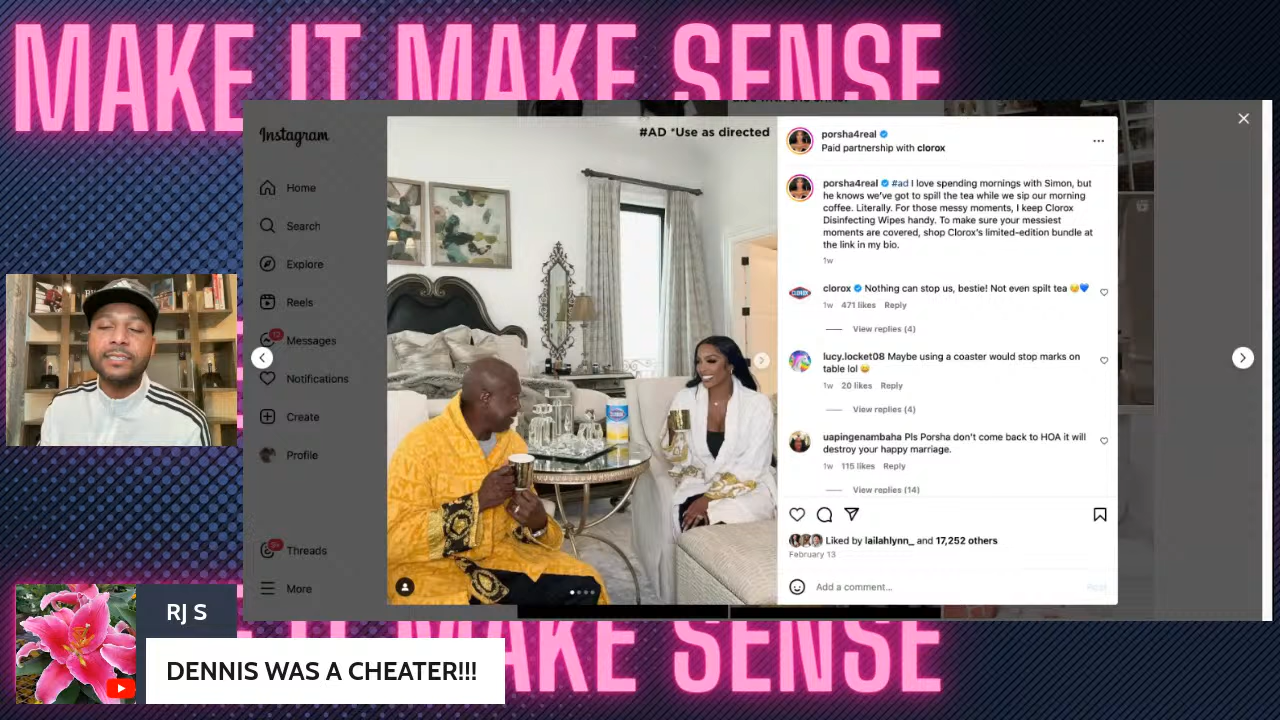 MAKE IT MAKE SENSE
Instagram
Home
Search
Explore
Reels
12
Messages
Notifications
Create
Profile
9+
Threads
More
#AD *Use as directed
CLOROX
porsha4real
Paid partnership with clorox
porsha4real #ad I love spending mornings with Simon, but
he knows we've got to spill the tea while we sip our morning
coffee. Literally. For those messy moments, I keep Clorox
Disinfecting Wipes handy. To make sure your messiest
moments are covered, shop Clorox's limited-edition bundle at
the link in my bio.
1w
CLOROX
clorox Nothing can stop us, bestie! Not even spilt tea 😉💙
1w 471 likes Reply
View replies (4)
lucy.locket08 Maybe using a coaster would stop marks on
table lol 😄
1w 20 likes Reply
View replies (4)
uapingenambaha Pls Porsha don't come back to HOA it will
destroy your happy marriage.
1w 115 likes Reply
View replies (14)
Liked by lailahlynn_ and 17,252 others
February 13
Add a comment...
Post
RJ S
DENNIS WAS A CHEATER!!!
MAKE IT MAKE SENSE